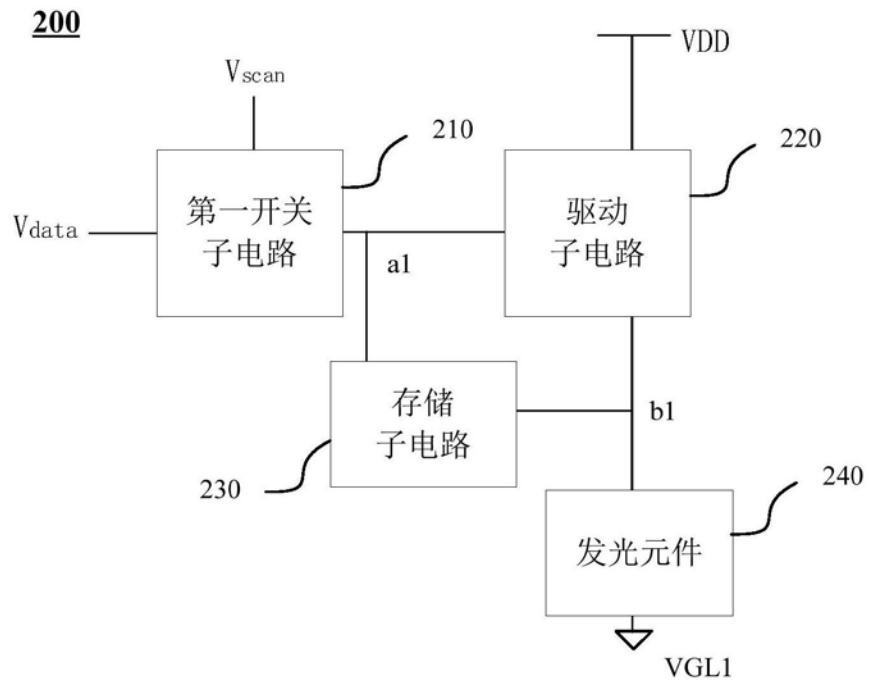 200
VDD
Vscan
210
220
第一开关
子电路
驱动
子电路
Vdata
a1
存储
子电路
b1
230
240
发光元件
VGL1